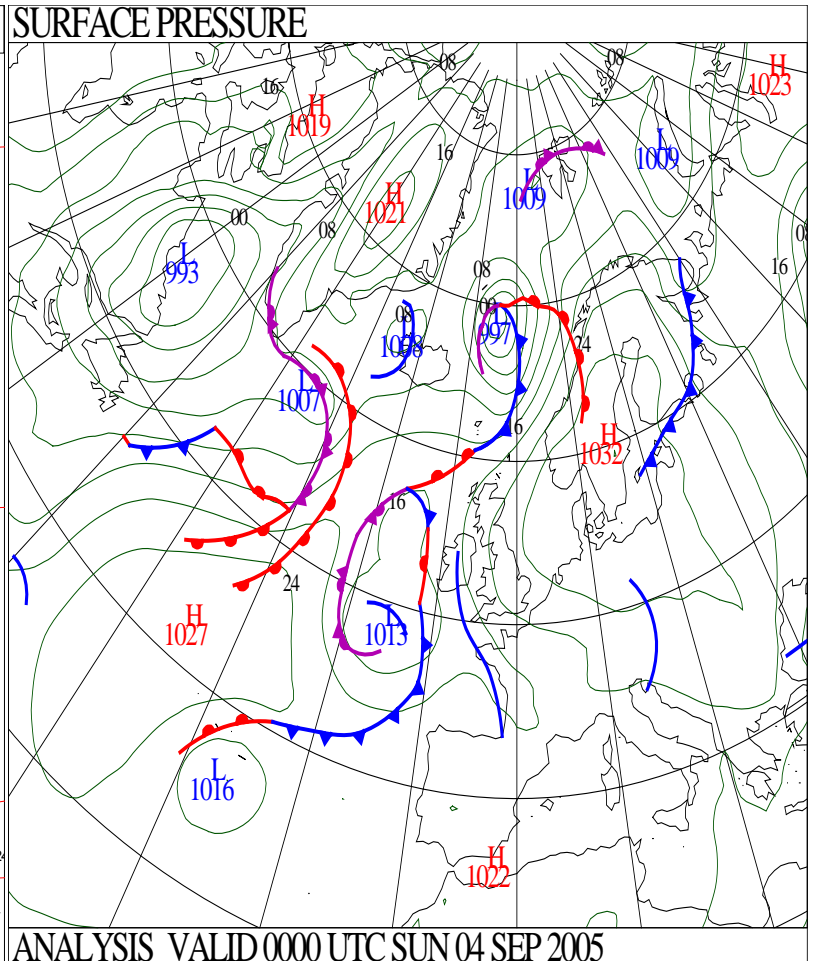 SURFACE PRESSURE
08
08
H
1023
16
H
1019
L
1009
16
L
1009
H
1021
00
08
08
16
L
993
08
08
L
1008
L
997
24
L
1007
16
H
1032
16
24
H
1027
L
1013
L
1016
H
1022
ANALYSIS VALID 0000 UTC SUN 04 SEP 2005